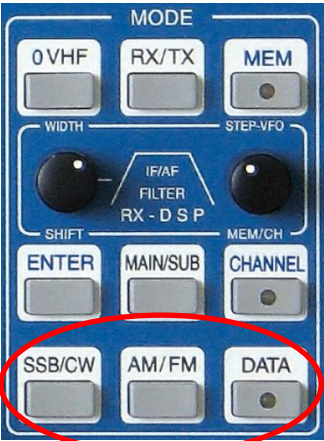 MODE
0 VHF RX/TX MEM
WIDTH STEP-VFO
IF/AF
FILTER
RX - D S P
SHIFT MEM/CH
ENTER MAIN/SUB CHANNEL
SSB/CW AM/FM DATA